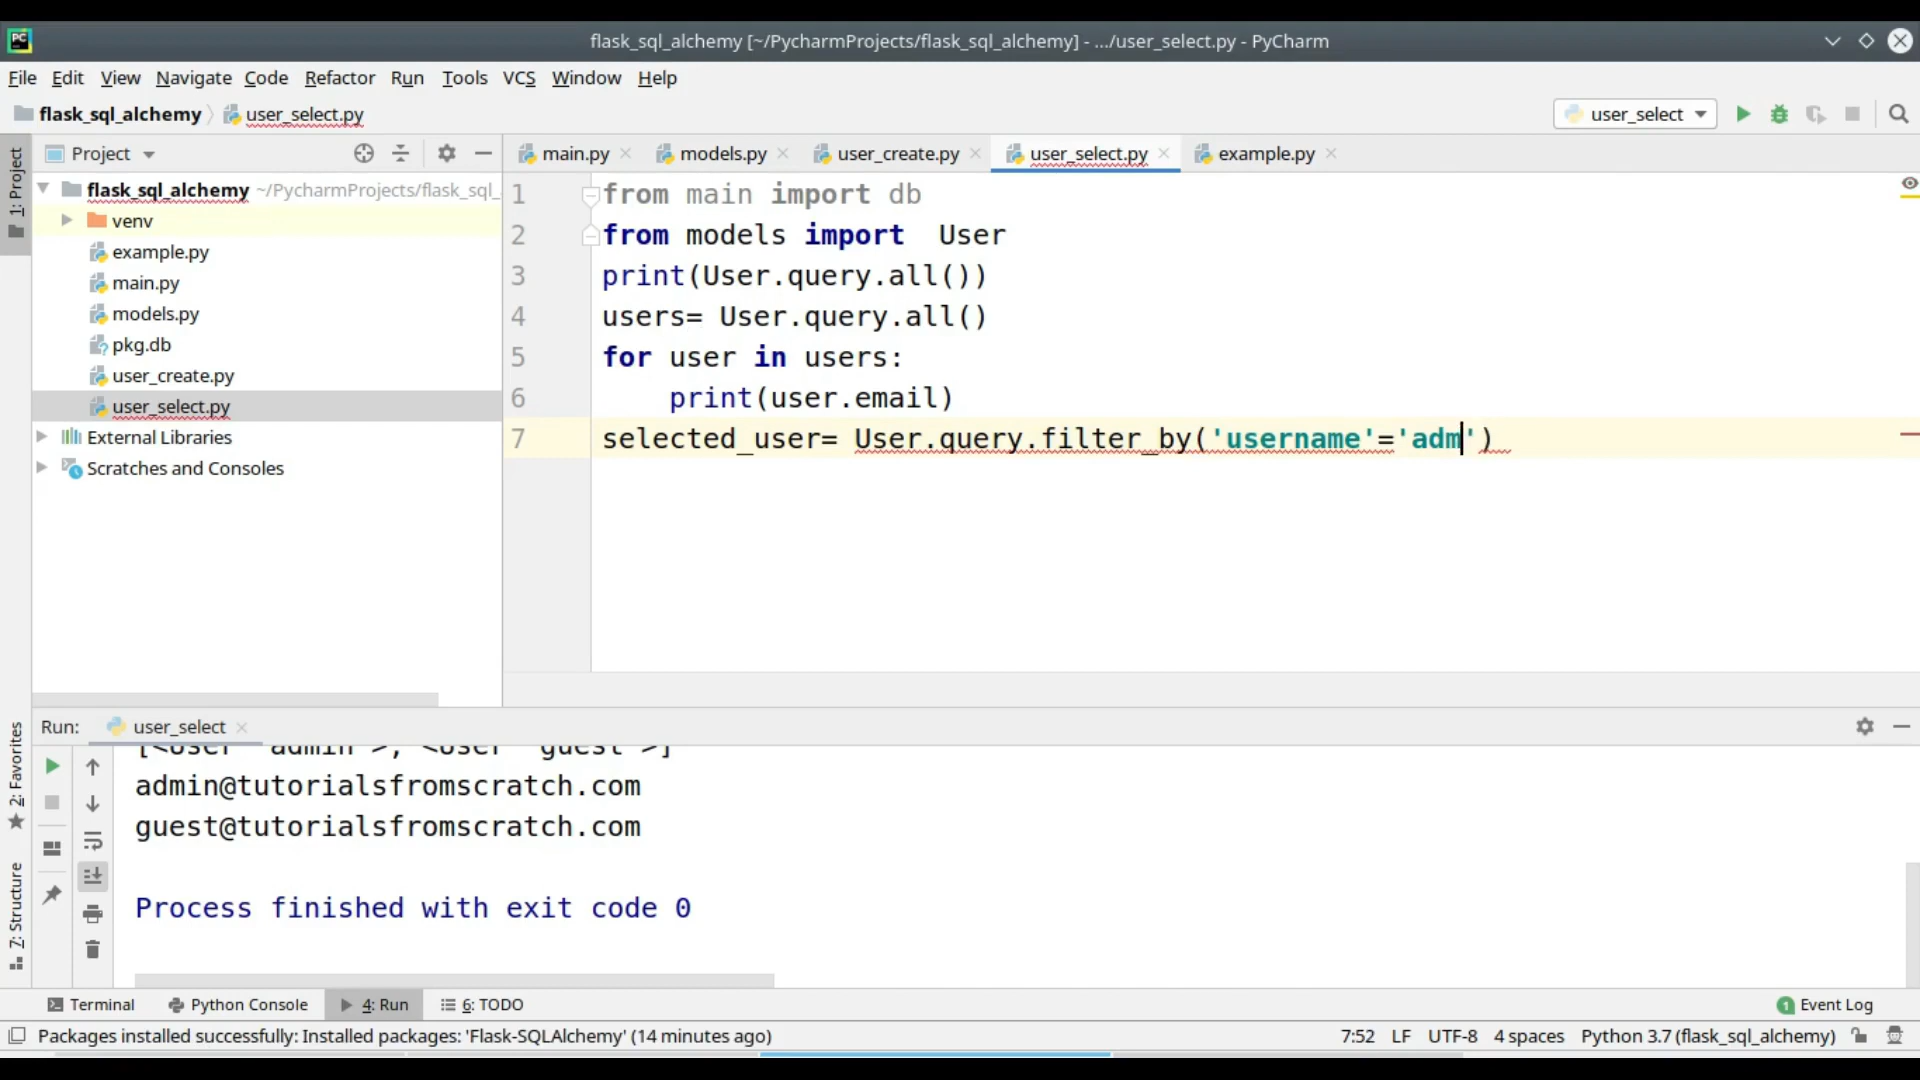 PC
flask_sql_alchemy [~/PycharmProjects/flask_sql_alchemy] - .../user_select.py - PyCharm
File Edit View Navigate Code Refactor Run Tools VCS Window Help
flask_sql_alchemy user_select.py
user_select
1: Project
Project
main.py models.py user_create.py user_select.py example.py
flask_sql_alchemy ~/PycharmProjects/flask_sql_
venv
example.py
main.py
models.py
pkg.db
user_create.py
user_select.py
External Libraries
Scratches and Consoles
1 from main import db
2 from models import  User
3 print(User.query.all())
4 users= User.query.all()
5 for user in users:
6     print(user.email)
7 selected_user= User.query.filter_by('username'='adm')
2: Favorites
7: Structure
Run: user_select
[<User 'admin'>, <User 'guest'>]
admin@tutorialsfromscratch.com
guest@tutorialsfromscratch.com
Process finished with exit code 0
Terminal Python Console 4: Run 6: TODO 1 Event Log
Packages installed successfully: Installed packages: 'Flask-SQLAlchemy' (14 minutes ago) 7:52 LF UTF-8 4 spaces Python 3.7 (flask_sql_alchemy)